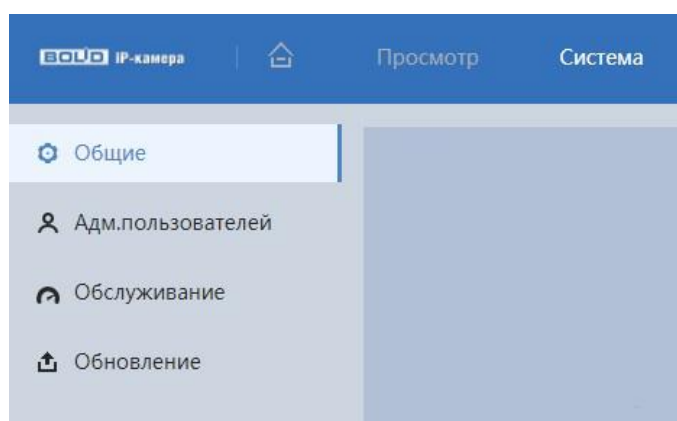 BOLID IP-камера Просмотр Система
Общие
Адм.пользователей
Обслуживание
Обновление